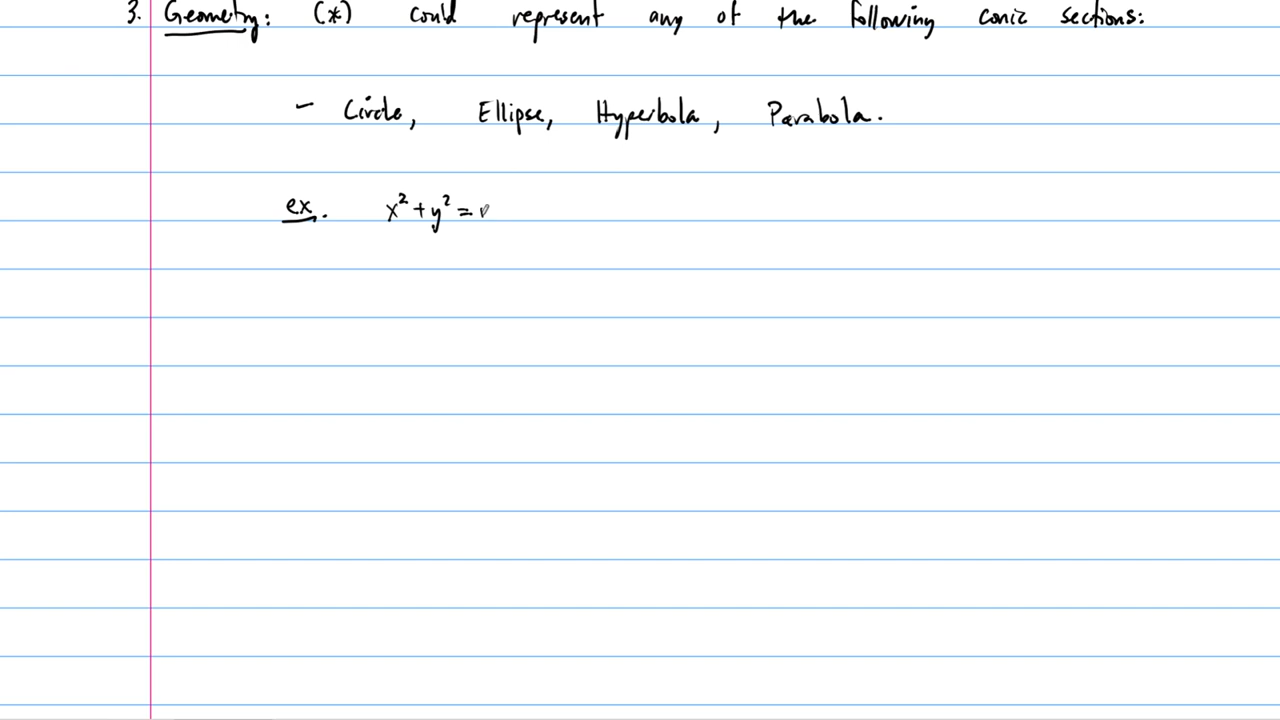 3. Geometry: (*) could represent any of the following conic sections:
- Circle, Ellipse, Hyperbola, Parabola.
ex. x² + y² =